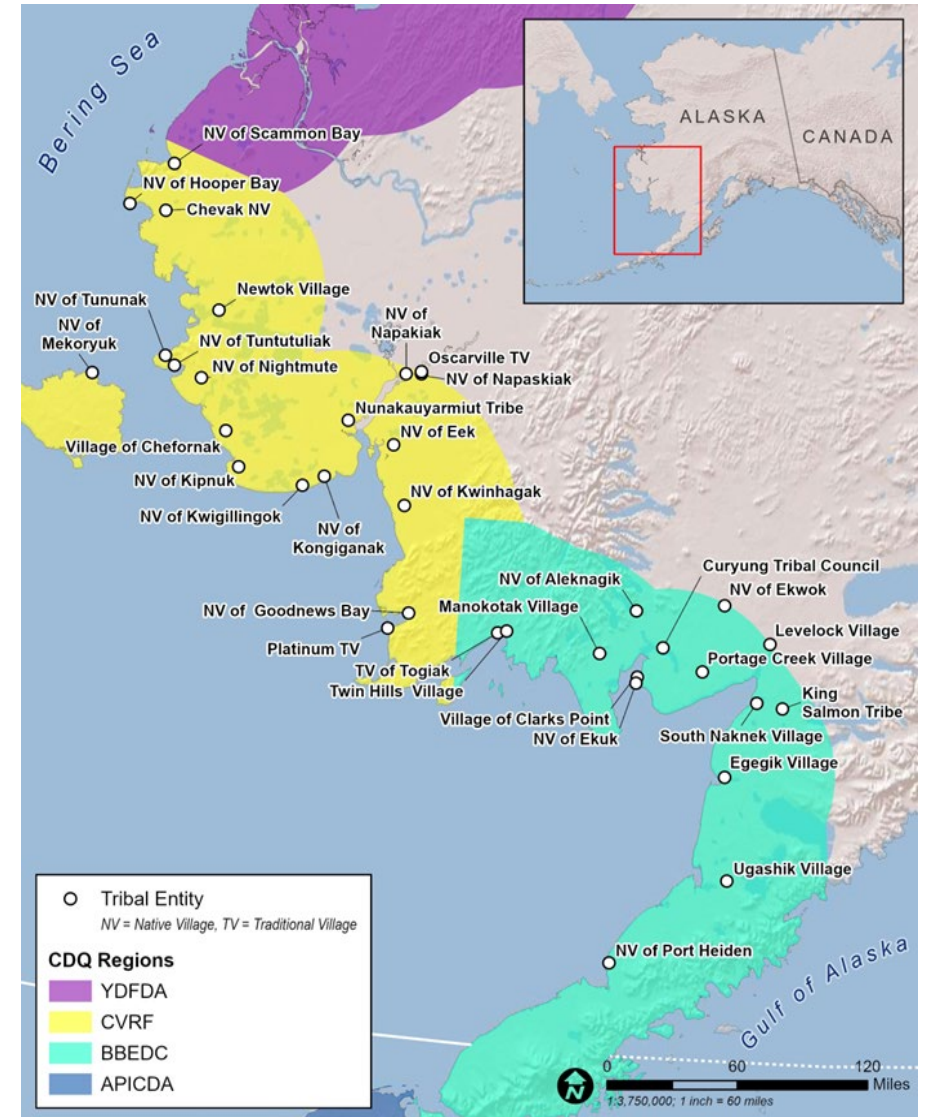 Bering Sea
ALASKA
CANADA
NV of Scammon Bay
NV of Hooper Bay
Chevak NV
Newtok Village
NV of Tununak
NV of
Mekoryuk
NV of Tuntutuliak
NV of Nightmute
NV of
Napakiak
Oscarville TV
NV of Napaskiak
Nunakauyarmiut Tribe
NV of Eek
Village of Chefornak
NV of Kipnuk
NV of Kwinhagak
NV of Kwigillingok
NV of
Kongiganak
Curyung Tribal Council
NV of Aleknagik
NV of Ekwok
Manokotak Village
NV of Goodnews Bay
Levelock Village
Platinum TV
Portage Creek Village
TV of Togiak
Twin Hills Village
King
Salmon Tribe
Village of Clarks Point
NV of Ekuk
South Naknek Village
Egegik Village
Ugashik Village
NV of Port Heiden
Gulf of Alaska
Tribal Entity
NV = Native Village, TV = Traditional Village
CDQ Regions
YDFDA
CVRF
BBEDC
APICDA
N
0 60 120
Miles
1:3,750,000; 1 inch = 60 miles